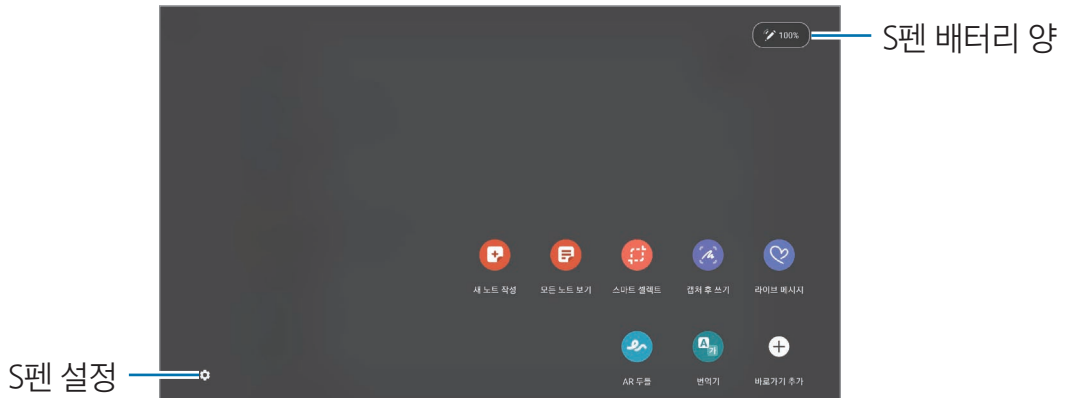 100%
S펜 배터리 양
새 노트 작성
모든 노트 보기
스마트 셀렉트
캡처 후 쓰기
라이브 메시지
AR 두들
번역기
바로가기 추가
S펜 설정